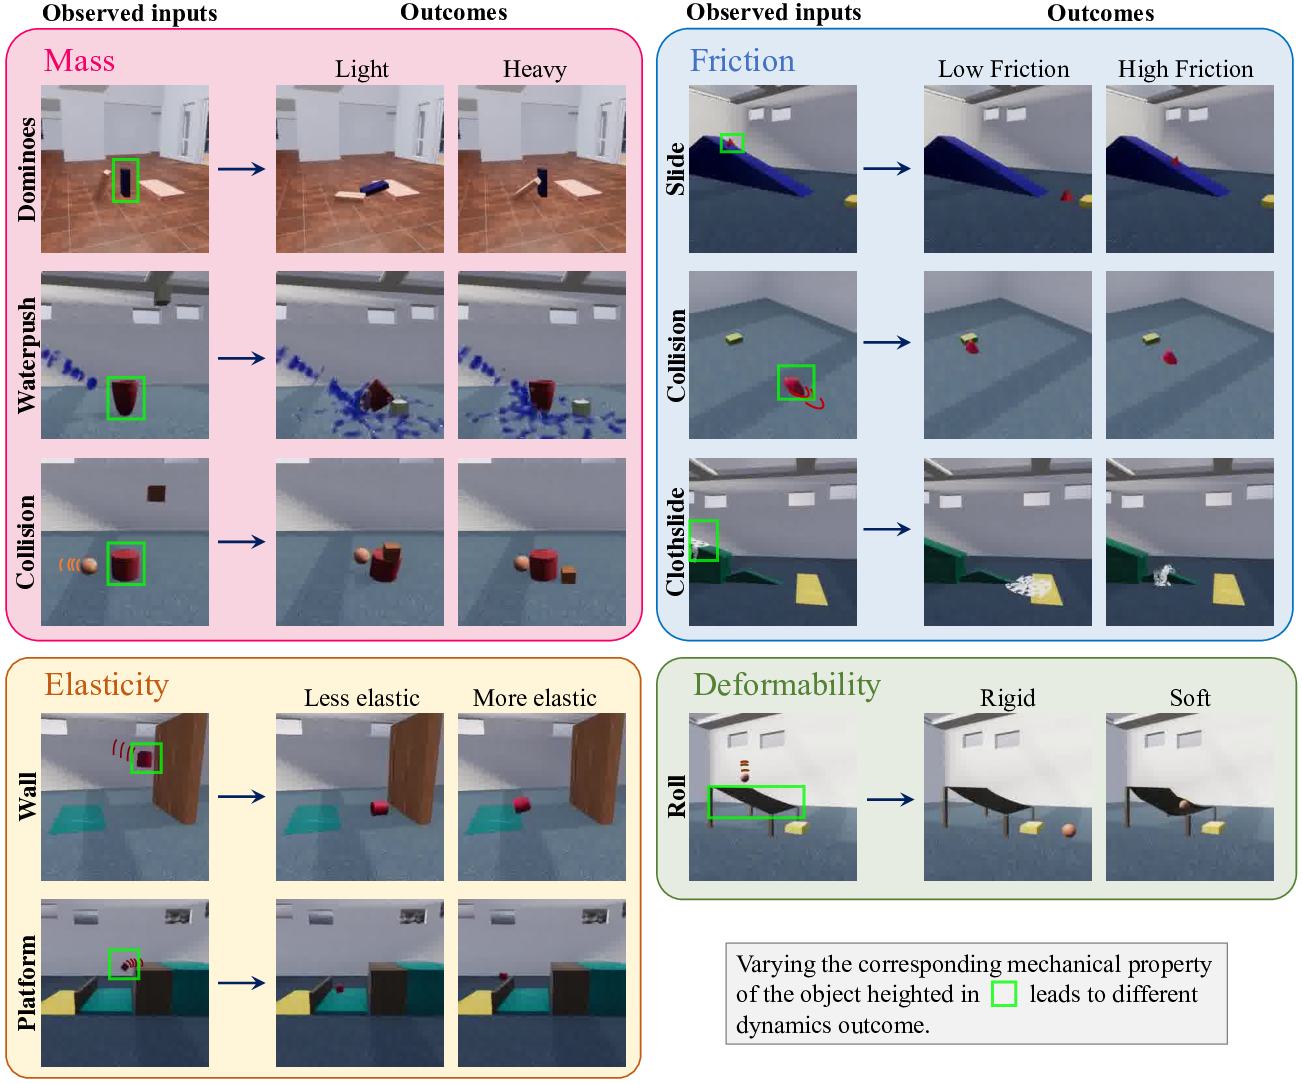 Observed inputs
Outcomes
Mass
Light
Heavy
Dominoes
Waterpush
Collision
Observed inputs
Outcomes
Friction
Low Friction
High Friction
Slide
Collision
Clothslide
Elasticity
Less elastic
More elastic
Wall
Platform
Deformability
Rigid
Soft
Roll
Varying the corresponding mechanical property
of the object heighted in leads to different
dynamics outcome.